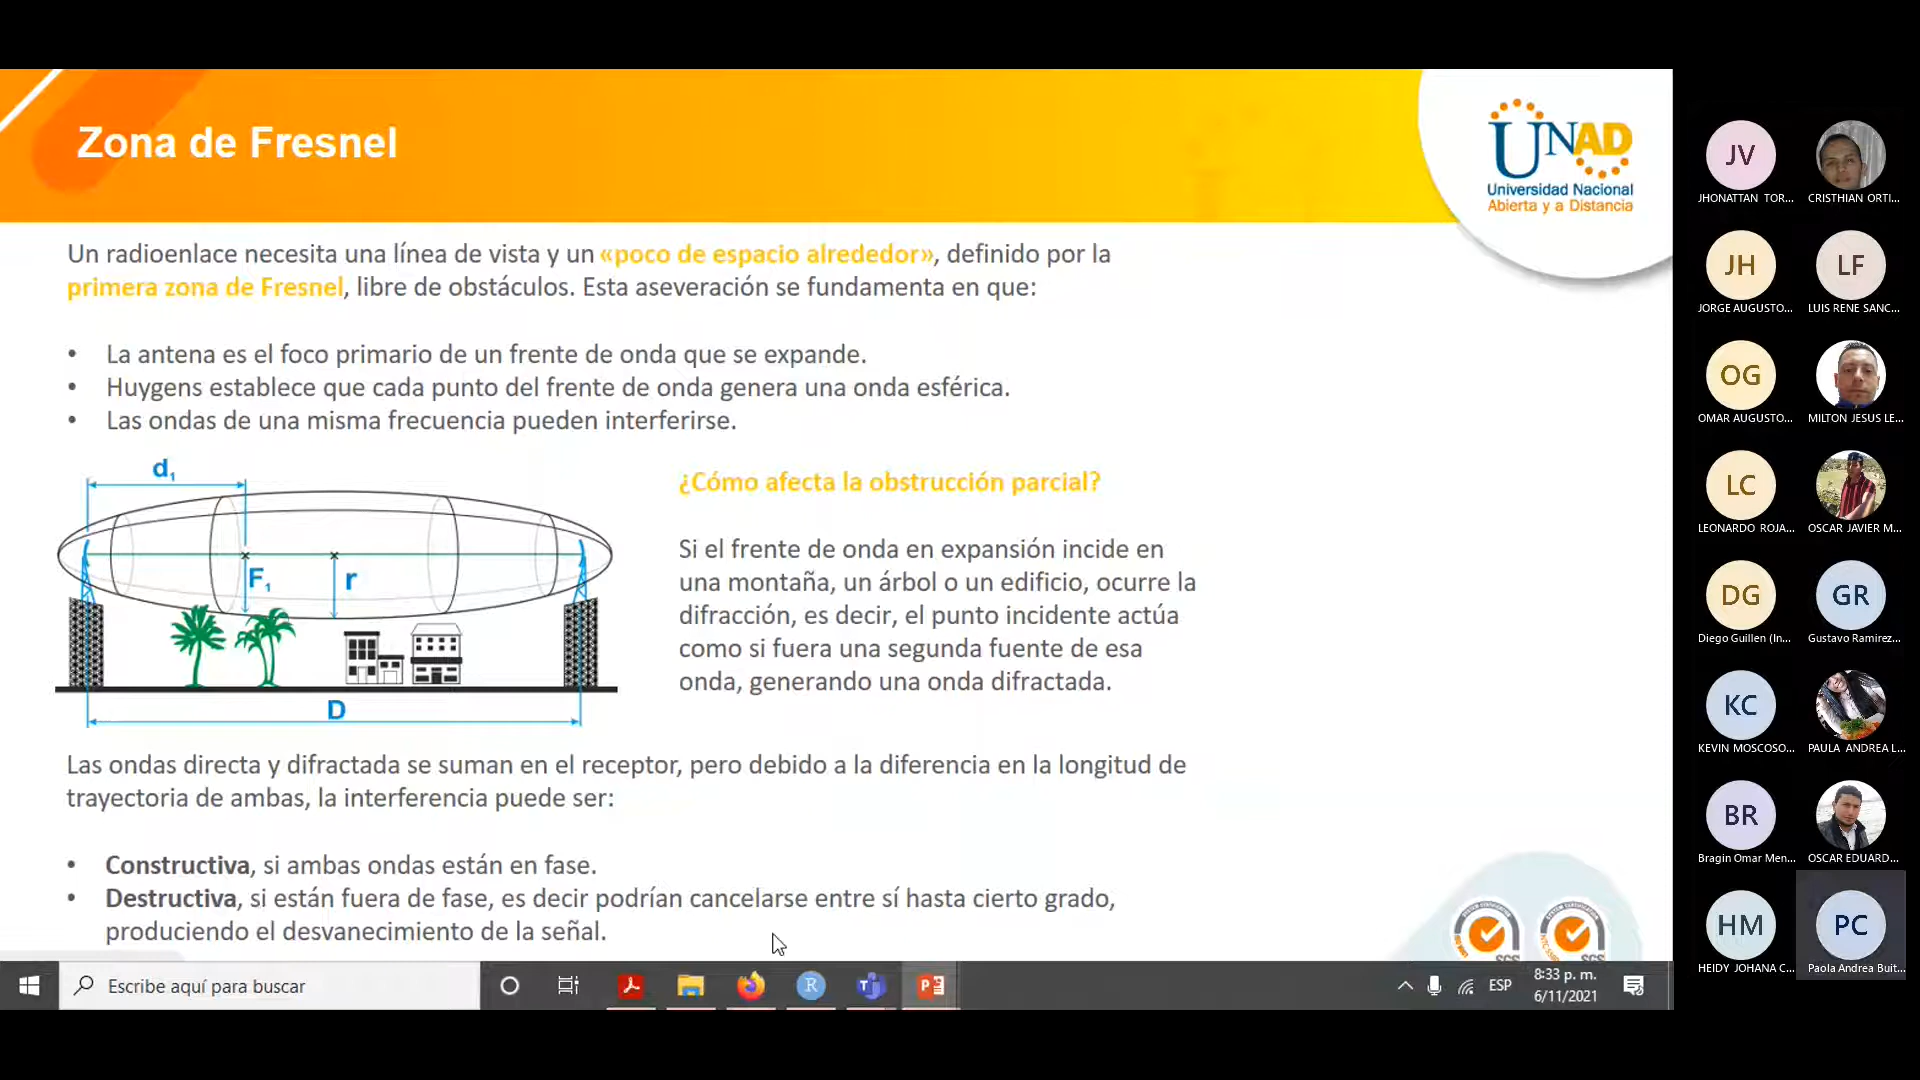 Zona de Fresnel
UNAD
Universidad Nacional
Abierta y a Distancia
Un radioenlace necesita una línea de vista y un «poco de espacio alrededor», definido por la
primera zona de Fresnel, libre de obstáculos. Esta aseveración se fundamenta en que:
• La antena es el foco primario de un frente de onda que se expande.
• Huygens establece que cada punto del frente de onda genera una onda esférica.
• Las ondas de una misma frecuencia pueden interferirse.
d1
F1
r
D
¿Cómo afecta la obstrucción parcial?
Si el frente de onda en expansión incide en
una montaña, un árbol o un edificio, ocurre la
difracción, es decir, el punto incidente actúa
como si fuera una segunda fuente de esa
onda, generando una onda difractada.
Las ondas directa y difractada se suman en el receptor, pero debido a la diferencia en la longitud de
trayectoria de ambas, la interferencia puede ser:
• Constructiva, si ambas ondas están en fase.
• Destructiva, si están fuera de fase, es decir podrían cancelarse entre sí hasta cierto grado,
produciendo el desvanecimiento de la señal.
SGS
SGS
Escribe aquí para buscar
R
ESP
8:33 p. m.
6/11/2021
JV
JHONATTAN TOR...
CRISTHIAN ORTI...
JH
LF
JORGE AUGUSTO...
LUIS RENE SANC...
OG
OMAR AUGUSTO...
MILTON JESUS LE...
LC
LEONARDO ROJA...
OSCAR JAVIER M...
DG
GR
Diego Guillen (In...
Gustavo Ramirez...
KC
KEVIN MOSCOSO...
PAULA ANDREA L...
BR
Bragin Omar Men...
OSCAR EDUARD...
HM
PC
HEIDY JOHANA C...
Paola Andrea Buit...